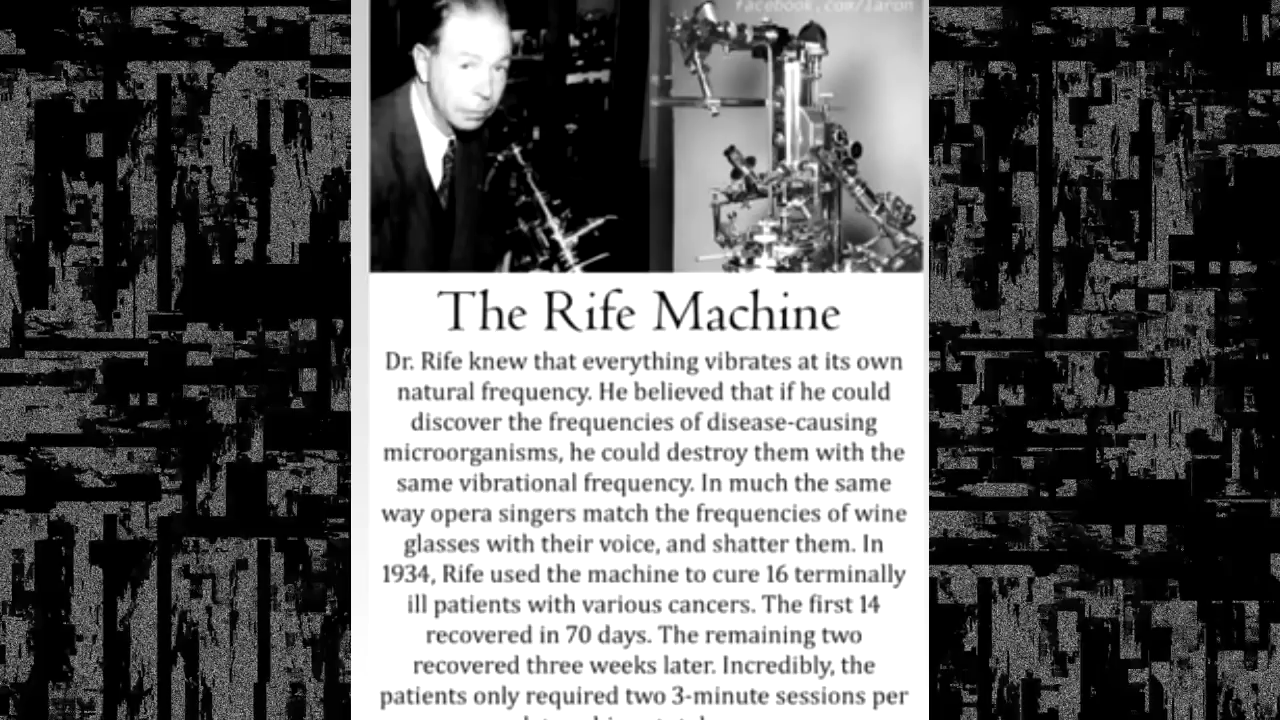 facebook.com/Jaron
The Rife Machine
Dr. Rife knew that everything vibrates at its own
natural frequency. He believed that if he could
discover the frequencies of disease-causing
microorganisms, he could destroy them with the
same vibrational frequency. In much the same
way opera singers match the frequencies of wine
glasses with their voice, and shatter them. In
1934, Rife used the machine to cure 16 terminally
ill patients with various cancers. The first 14
recovered in 70 days. The remaining two
recovered three weeks later. Incredibly, the
patients only required two 3-minute sessions per